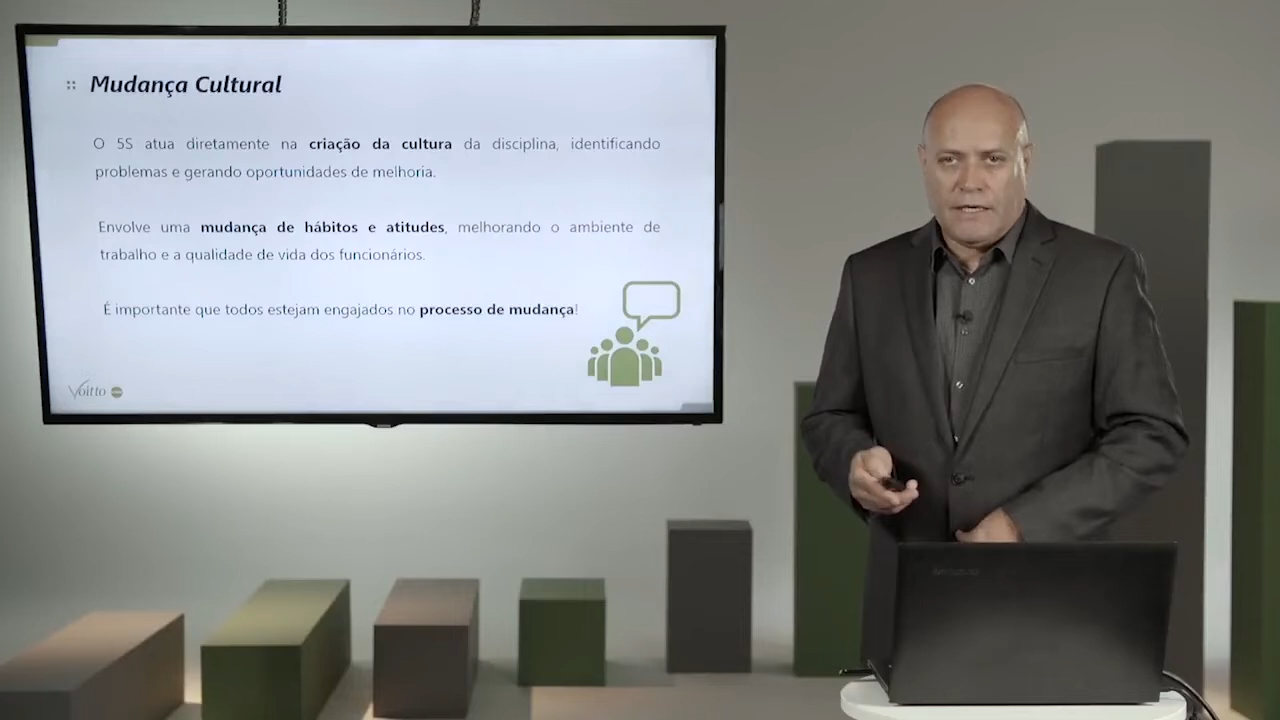 Mudança Cultural
O 5S atua diretamente na criação da cultura da disciplina, identificando
problemas e gerando oportunidades de melhoria.
Envolve uma mudança de hábitos e atitudes, melhorando o ambiente de
trabalho e a qualidade de vida dos funcionários.
É importante que todos estejam engajados no processo de mudança!
Voitto